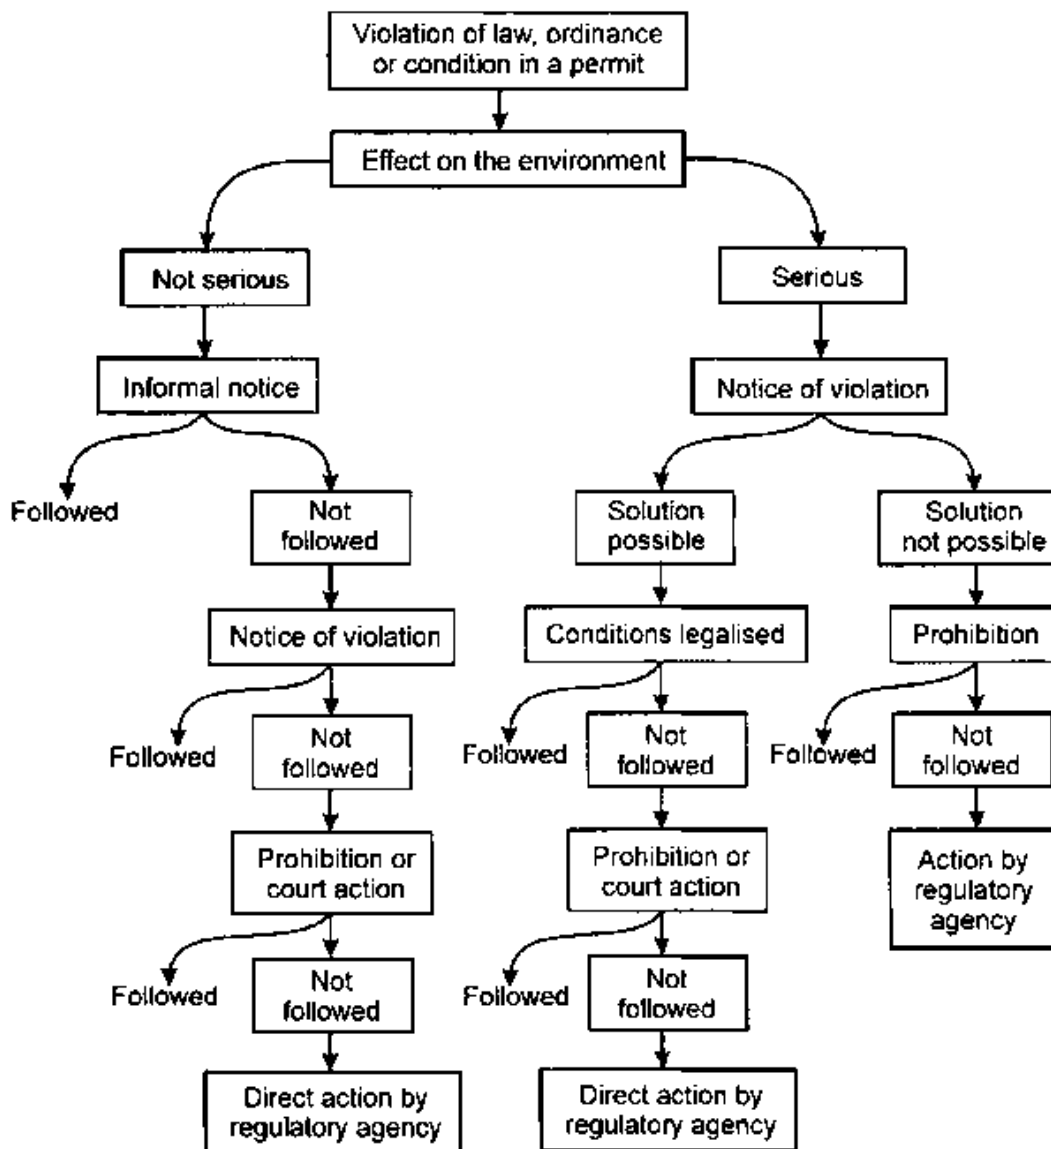 Violation of law, ordinance
or condition in a permit
Effect on the environment
Not serious
Serious
Informal notice
Notice of violation
Followed
Not
followed
Solution
possible
Solution
not possible
Notice of violation
Conditions legalised
Prohibition
Followed
Not
followed
Followed
Not
followed
Followed
Not
followed
Prohibition or
court action
Prohibition or
court action
Action by
regulatory
agency
Followed
Not
followed
Followed
Not
followed
Direct action by
regulatory agency
Direct action by
regulatory agency